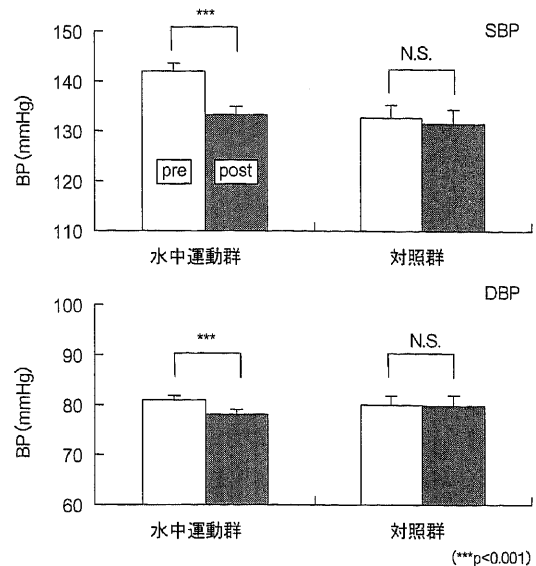 SBP
***
N.S.
BP (mmHg)
150
140
130
120
110
pre
post
水中運動群
対照群
DBP
***
N.S.
BP (mmHg)
100
90
80
70
60
水中運動群
対照群
(***p<0.001)